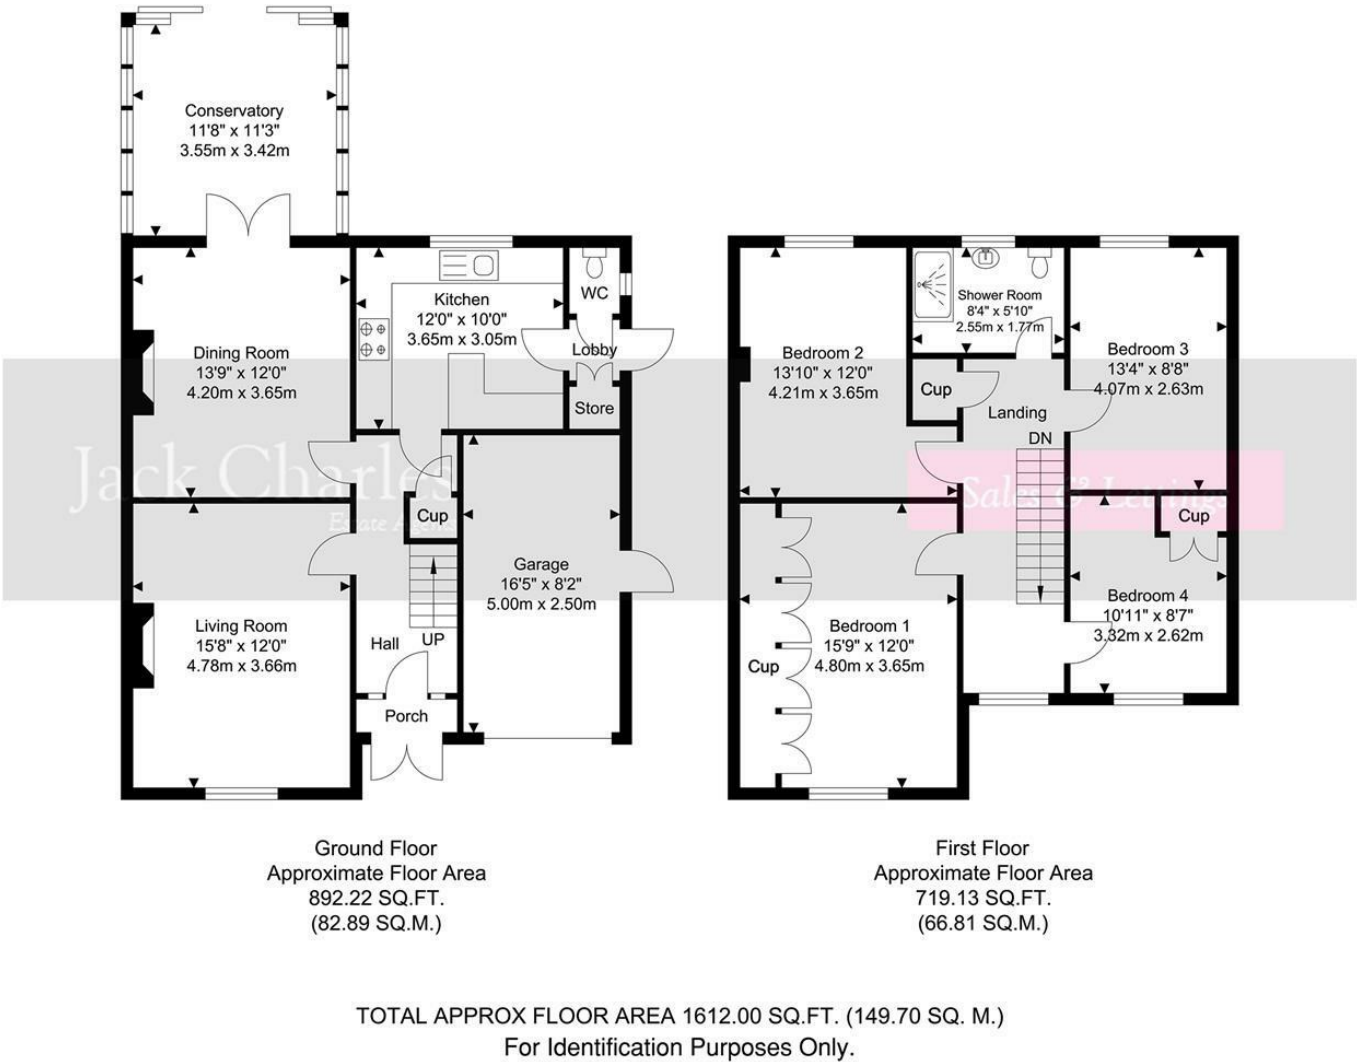 Conservatory
11'8" x 11'3"
3.55m x 3.42m
Kitchen
12'0" x 10'0"
3.65m x 3.05m
WC
Lobby
Store
Dining Room
13'9" x 12'0"
4.20m x 3.65m
Cup
Garage
16'5" x 8'2"
5.00m x 2.50m
Living Room
15'8" x 12'0"
4.78m x 3.66m
Hall
UP
Porch
Shower Room
8'4" x 5'10"
2.55m x 1.77m
Bedroom 2
13'10" x 12'0"
4.21m x 3.65m
Bedroom 3
13'4" x 8'8"
4.07m x 2.63m
Cup
Landing
DN
Cup
Bedroom 4
10'11" x 8'7"
3.32m x 2.62m
Bedroom 1
15'9" x 12'0"
4.80m x 3.65m
Cup
Jack Charles
Estate Agents
Sales & Lettings
Ground Floor
Approximate Floor Area
892.22 SQ.FT.
(82.89 SQ.M.)
First Floor
Approximate Floor Area
719.13 SQ.FT.
(66.81 SQ.M.)
TOTAL APPROX FLOOR AREA 1612.00 SQ.FT. (149.70 SQ. M.)
For Identification Purposes Only.